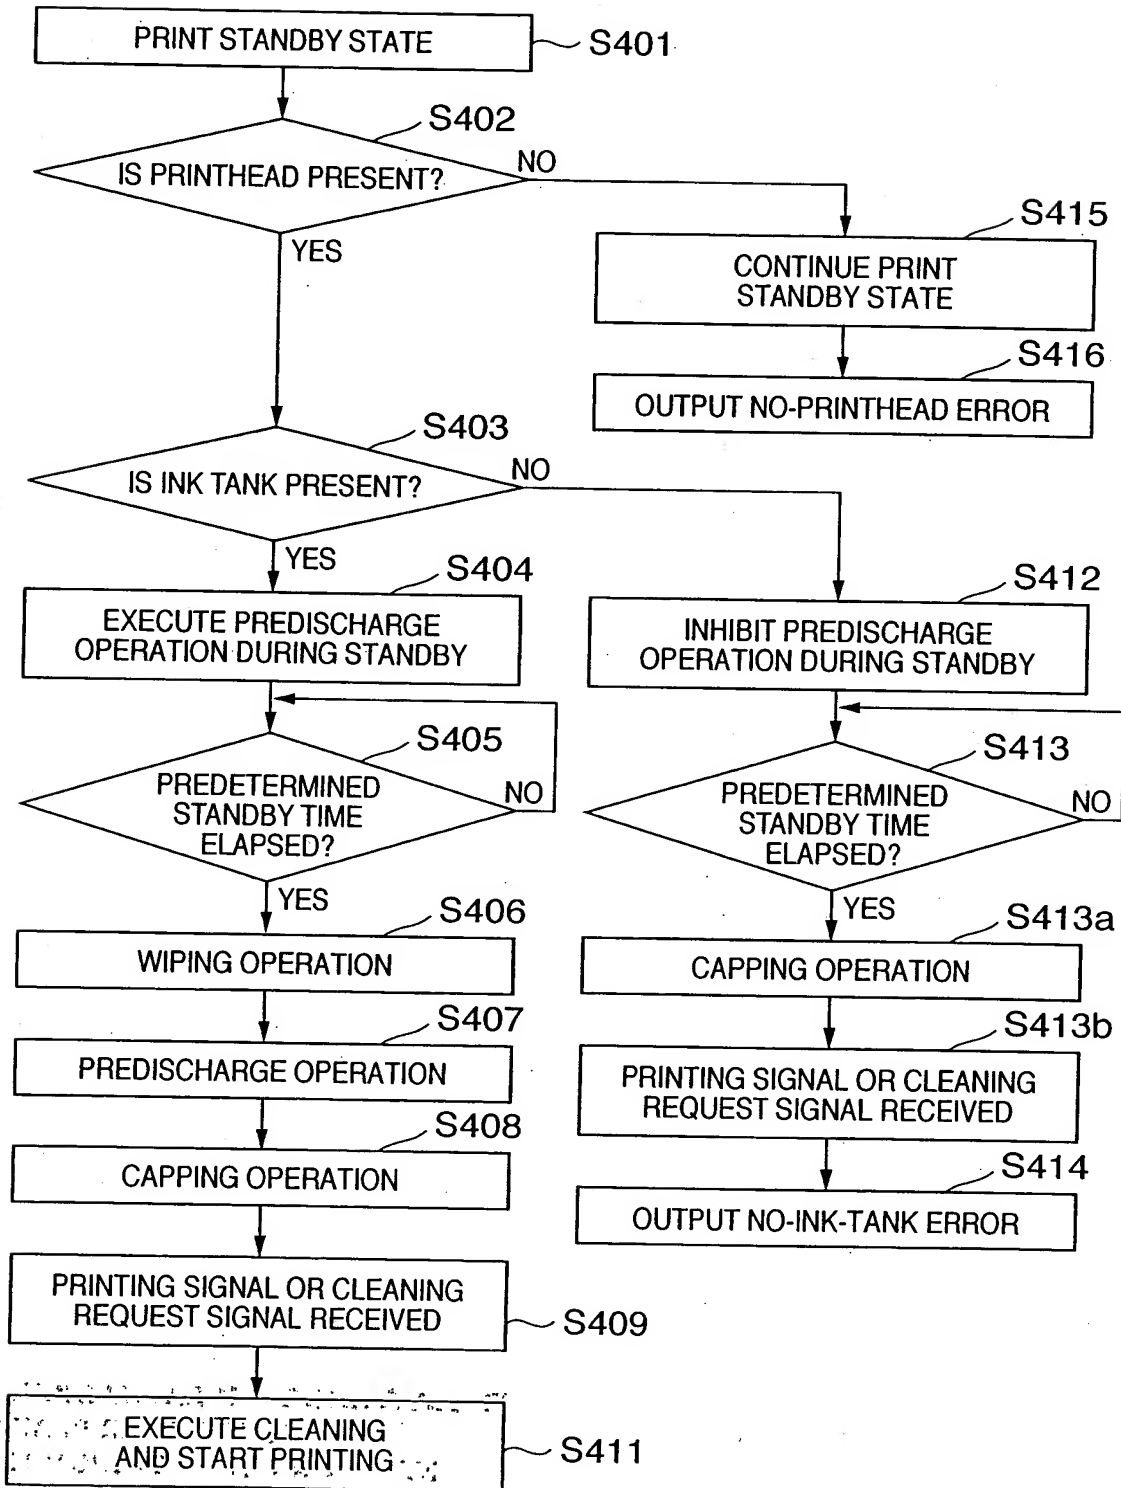 PRINT STANDBY STATE
S401
S402
IS PRINTHEAD PRESENT?
NO
YES
S415
CONTINUE PRINT
STANDBY STATE
S416
OUTPUT NO-PRINTHEAD ERROR
S403
IS INK TANK PRESENT?
NO
YES
S404
EXECUTE PREDISCHARGE
OPERATION DURING STANDBY
S405
PREDETERMINED
STANDBY TIME
ELAPSED?
NO
YES
S406
WIPING OPERATION
S407
PREDISCHARGE OPERATION
S408
CAPPING OPERATION
PRINTING SIGNAL OR CLEANING
REQUEST SIGNAL RECEIVED
S409
EXECUTE CLEANING
AND START PRINTING
S411
S412
INHIBIT PREDISCHARGE
OPERATION DURING STANDBY
S413
PREDETERMINED
STANDBY TIME
ELAPSED?
NO
YES
S413a
CAPPING OPERATION
S413b
PRINTING SIGNAL OR CLEANING
REQUEST SIGNAL RECEIVED
S414
OUTPUT NO-INK-TANK ERROR